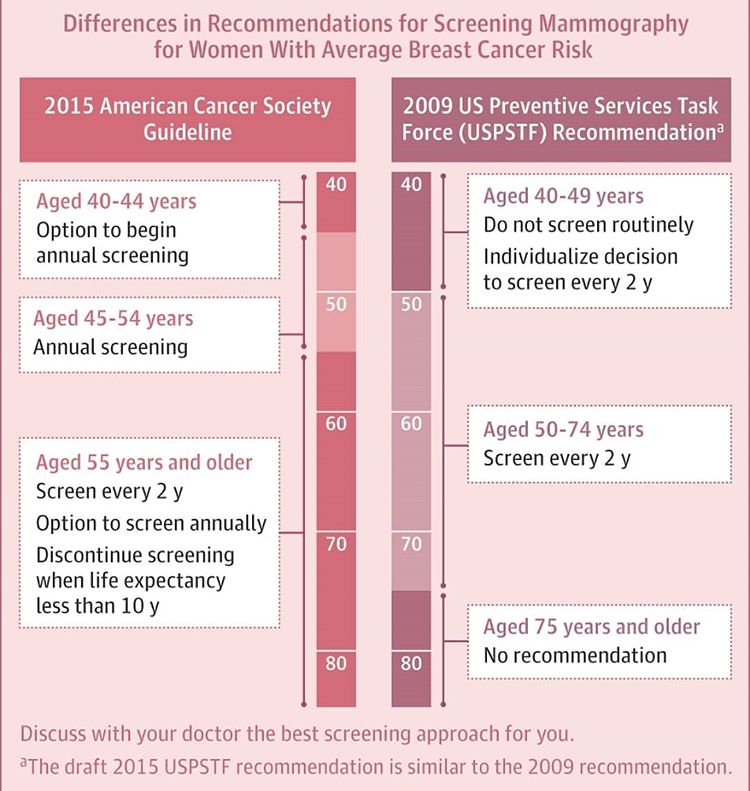 Differences in Recommendations for Screening Mammography
for Women With Average Breast Cancer Risk
2015 American Cancer Society
Guideline
Aged 40-44 years
Option to begin
annual screening
Aged 45-54 years
Annual screening
Aged 55 years and older
Screen every 2 y
Option to screen annually
Discontinue screening
when life expectancy
less than 10 y
40
50
60
70
80
2009 US Preventive Services Task
Force (USPSTF) Recommendationᵃ
40
50
60
70
80
Aged 40-49 years
Do not screen routinely
Individualize decision
to screen every 2 y
Aged 50-74 years
Screen every 2 y
Aged 75 years and older
No recommendation
Discuss with your doctor the best screening approach for you.
ᵃThe draft 2015 USPSTF recommendation is similar to the 2009 recommendation.